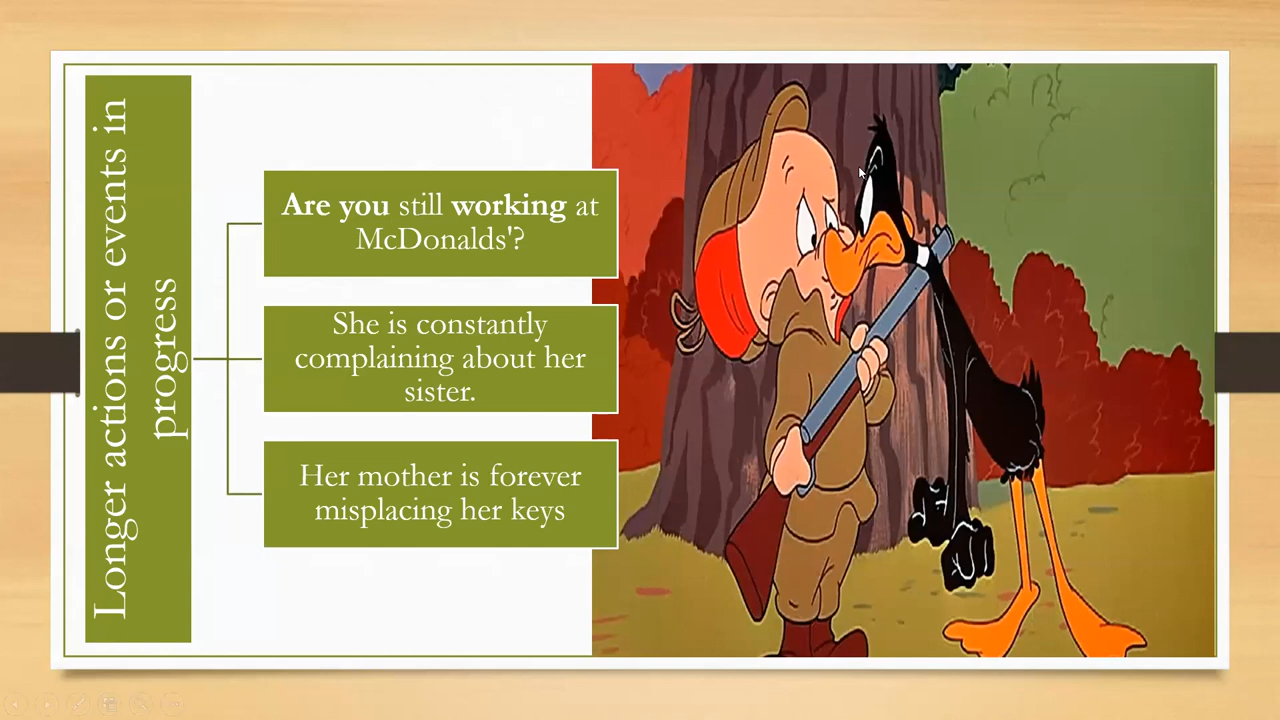 Longer actions or events in
progress
Are you still working at
McDonalds'?
She is constantly
complaining about her
sister.
Her mother is forever
misplacing her keys